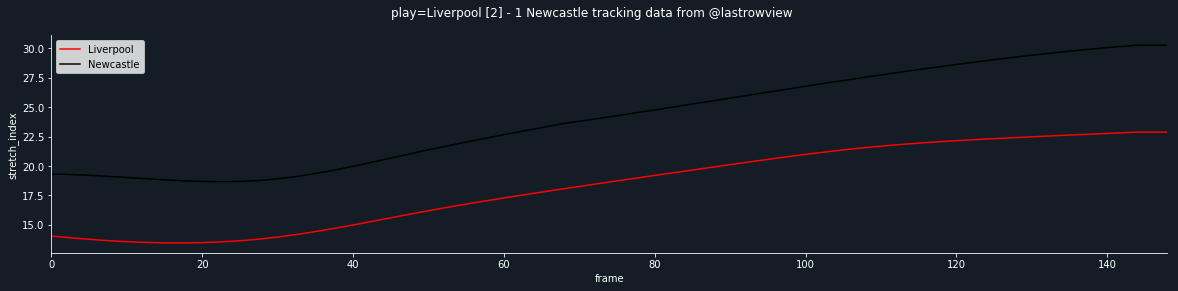 play=Liverpool [2] - 1 Newcastle tracking data from @lastrowview
Liverpool
Newcastle
stretch_index
30.0
27.5
25.0
22.5
20.0
17.5
15.0
0 20 40 60 80 100 120 140
frame